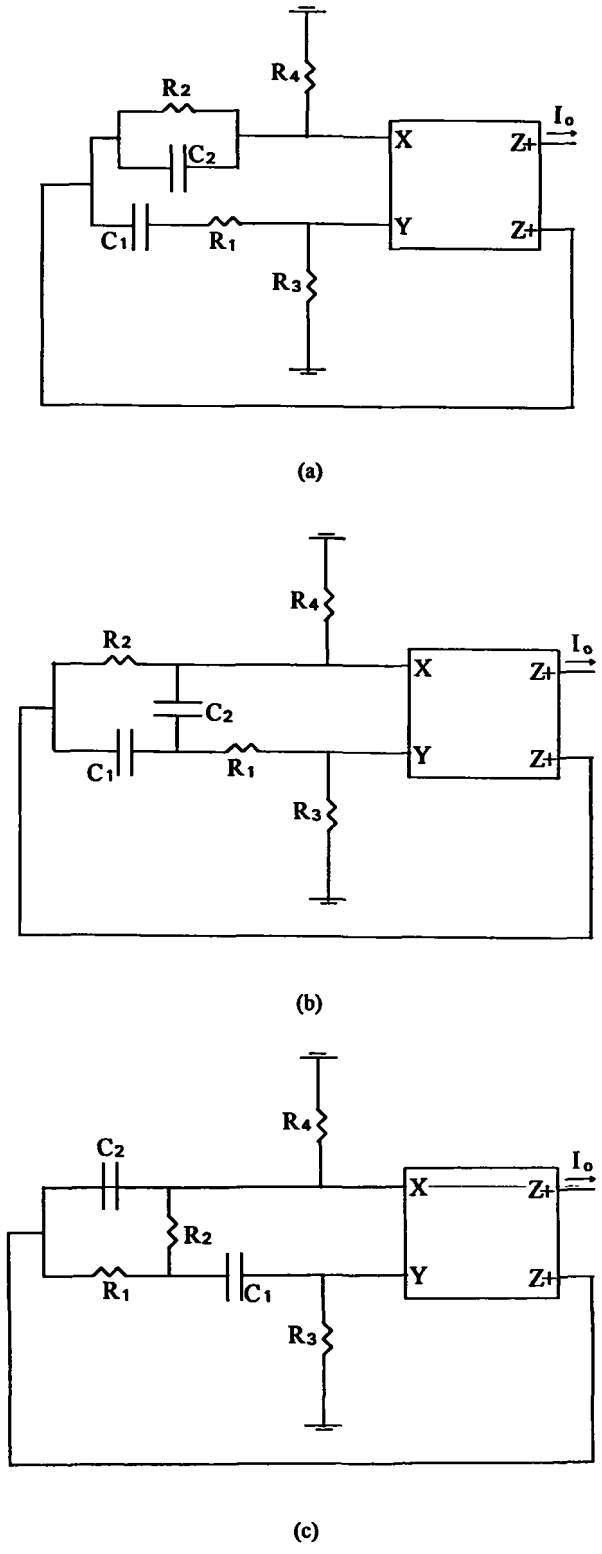 R4
R2
Io
X
Z+
C2
Y
Z+
C1
R1
R3
(a)
R4
R2
Io
X
Z+
C2
C1
R1
Y
Z+
R3
(b)
R4
C2
Io
X
Z+
R2
Y
Z+
R1
C1
R3
(c)